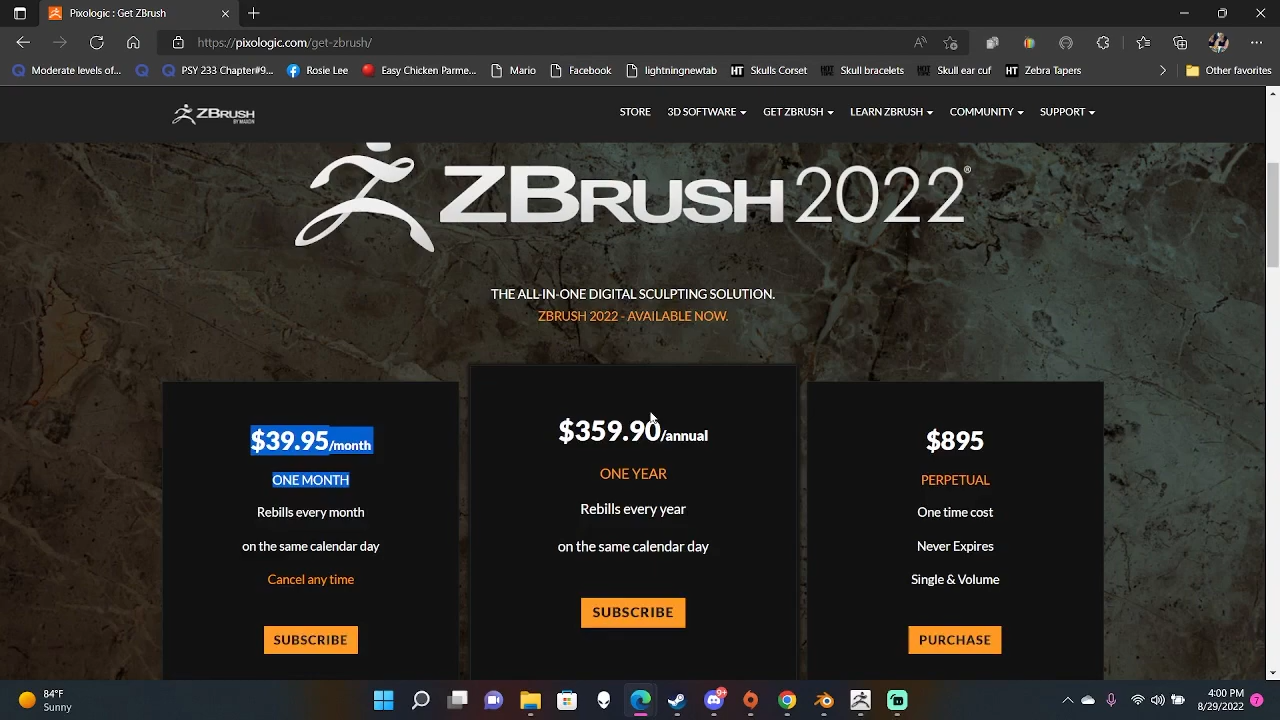 Pixologic : Get ZBrush
https://pixologic.com/get-zbrush/
Moderate levels of...
PSY 233 Chapter#9...
Rosie Lee
Easy Chicken Parme...
Mario
Facebook
lightningnewtab
HT Skulls Corset
Skull bracelets
Skull ear cuf
HT Zebra Tapers
Other favorites
ZBRUSH
BY MAXON
STORE
3D SOFTWARE
GET ZBRUSH
LEARN ZBRUSH
COMMUNITY
SUPPORT
ZBRUSH 2022®
THE ALL-IN-ONE DIGITAL SCULPTING SOLUTION.
ZBRUSH 2022 - AVAILABLE NOW.
$39.95/month
ONE MONTH
Rebills every month
on the same calendar day
Cancel any time
SUBSCRIBE
$359.90/annual
ONE YEAR
Rebills every year
on the same calendar day
SUBSCRIBE
$895
PERPETUAL
One time cost
Never Expires
Single & Volume
PURCHASE
84°F
Sunny
9+
4:00 PM
8/29/2022
7